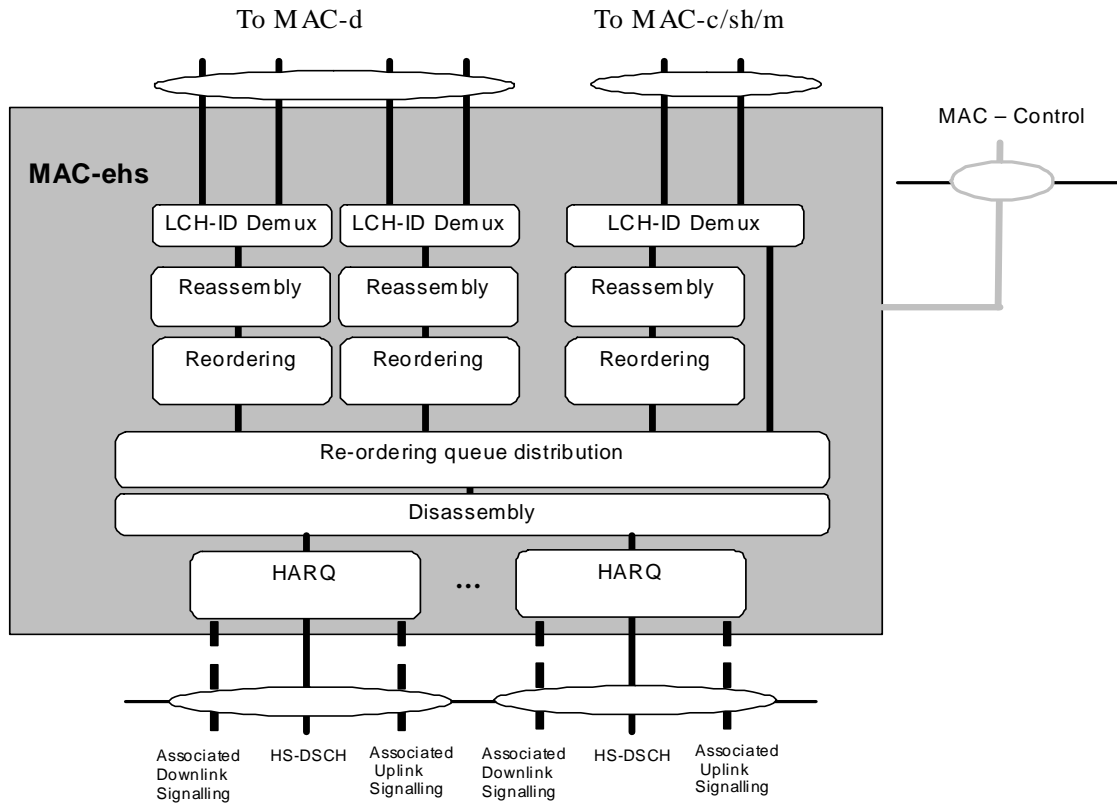 To MAC-d
To MAC-c/sh/m
MAC – Control
MAC-ehs
LCH-ID Demux
LCH-ID Demux
LCH-ID Demux
Reassembly
Reassembly
Reassembly
Reordering
Reordering
Reordering
Re-ordering queue distribution
Disassembly
HARQ
...
HARQ
Associated
Downlink
Signalling
HS-DSCH
Associated
Uplink
Signalling
Associated
Downlink
Signalling
HS-DSCH
Associated
Uplink
Signalling